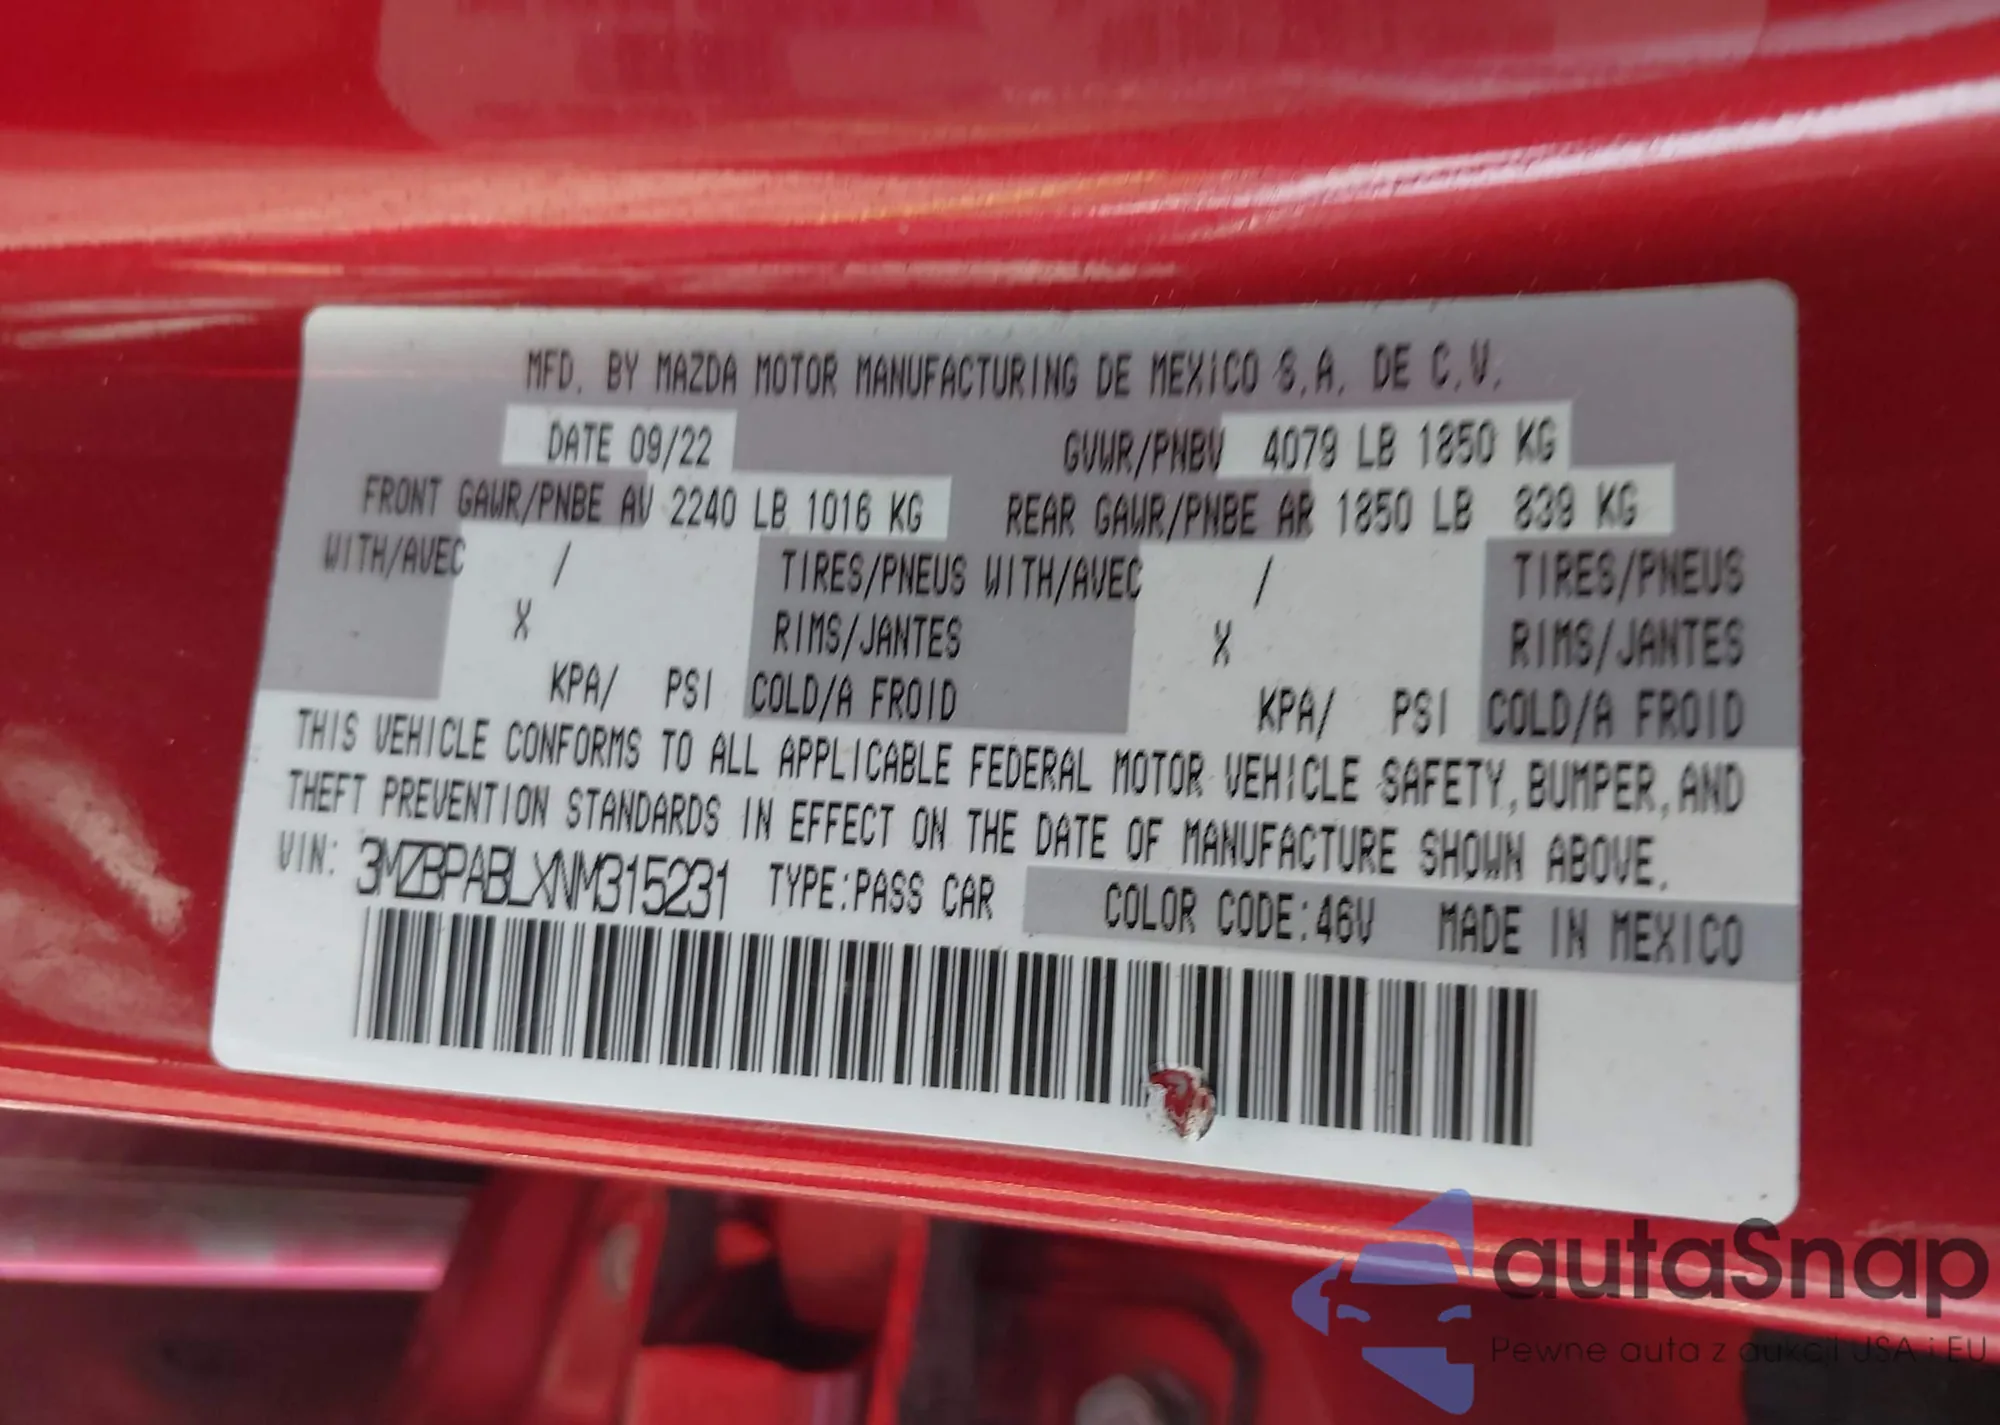 MFD. BY MAZDA MOTOR MANUFACTURING DE MEXICO S.A. DE C.V.
DATE 09/22 GVWR/PNBV 4079 LB 1850 KG
FRONT GAWR/PNBE AV 2240 LB 1016 KG REAR GAWR/PNBE AR 1850 LB 839 KG
WITH/AVEC / TIRES/PNEUS WITH/AVEC / TIRES/PNEUS
X RIMS/JANTES X RIMS/JANTES
KPA/ PSI COLD/A FROID KPA/ PSI COLD/A FROID
THIS VEHICLE CONFORMS TO ALL APPLICABLE FEDERAL MOTOR VEHICLE SAFETY, BUMPER, AND
THEFT PREVENTION STANDARDS IN EFFECT ON THE DATE OF MANUFACTURE SHOWN ABOVE.
VIN: 3MZBPABLXNM315231 TYPE:PASS CAR COLOR CODE:46V MADE IN MEXICO
autaSnap
Pewne auta z aukcji USA i EU